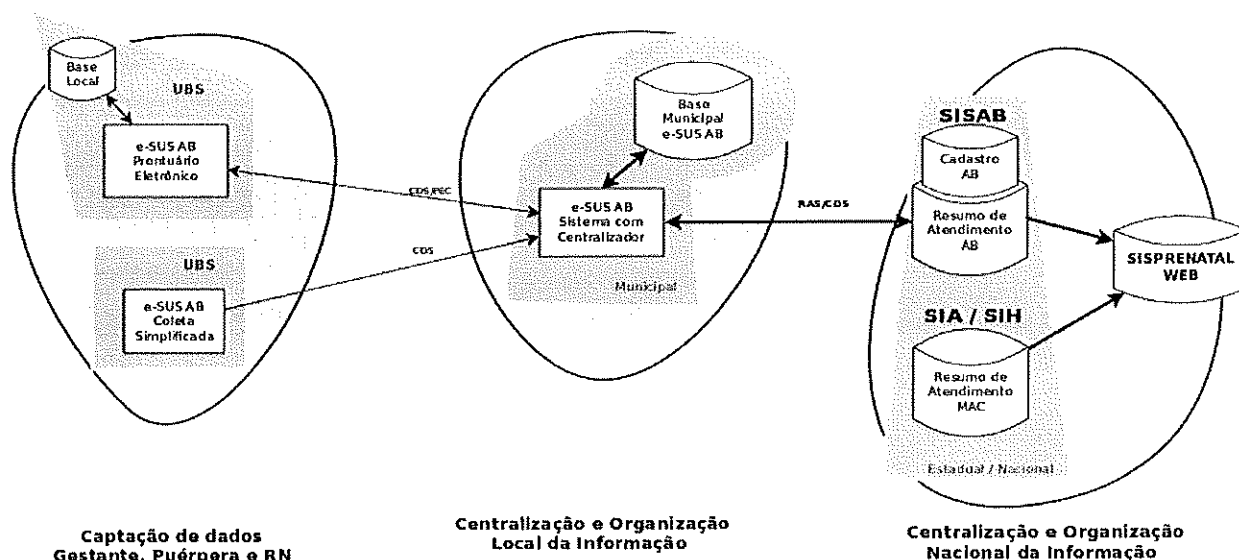 Base
Local
UBS
e-SUS AB
Prontuário
Eletrônico
UBS
e-SUS AB
Coleta
Simplificada
CDS/PEC
CDS
Base
Municipal
e-SUS AB
e-SUS AB
Sistema com
Centralizador
Municipal
RAS/CDS
SISAB
Cadastro
AB
Resumo de
Atendimento
AB
SISPRENATAL
WEB
SIA / SIH
Resumo de
Atendimento
MAC
Estadual / Nacional
Captação de dados
Gestante, Puérpera e RN
Centralização e Organização
Local da Informação
Centralização e Organização
Nacional da Informação